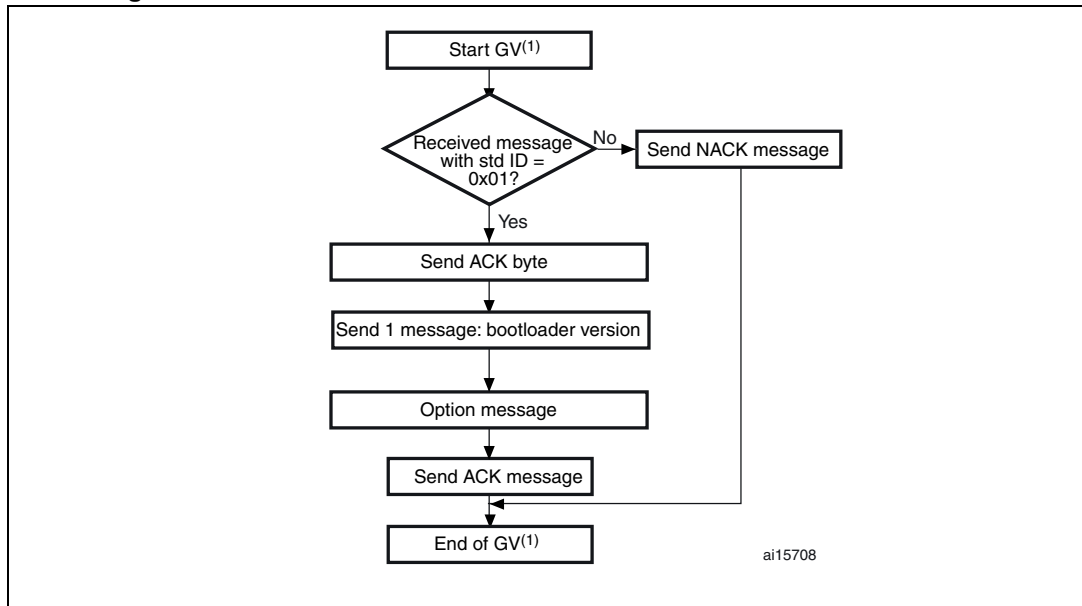 Start GV(1)
Received message
with std ID =
0x01?
No
Send NACK message
Yes
Send ACK byte
Send 1 message: bootloader version
Option message
Send ACK message
End of GV(1)
ai15708